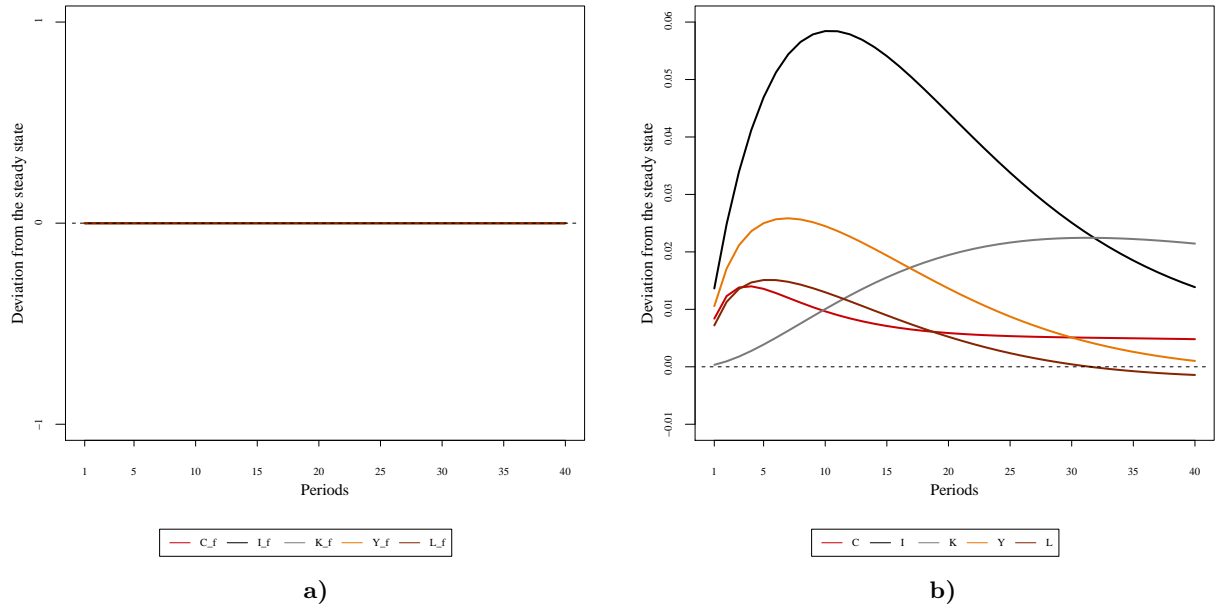 Deviation from the steady state
1
0
−1
1 5 10 15 20 25 30 35 40
Periods
C_f I_f K_f Y_f L_f
a)
Deviation from the steady state
0.06
0.05
0.04
0.03
0.02
0.01
0.00
−0.01
1 5 10 15 20 25 30 35 40
Periods
C I K Y L
b)